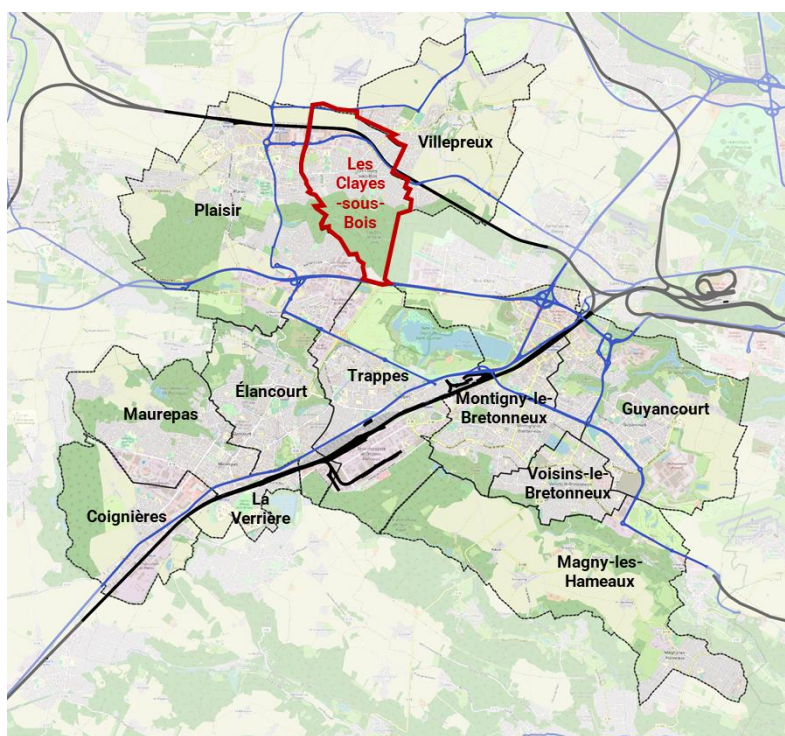 Villepreux
Les
Clayes
-sous-
Bois
Plaisir
Élancourt
Trappes
Maurepas
Montigny-le-
Bretonneux
Guyancourt
Voisins-le-
Bretonneux
Coignières
La
Verrière
Magny-les-
Hameaux